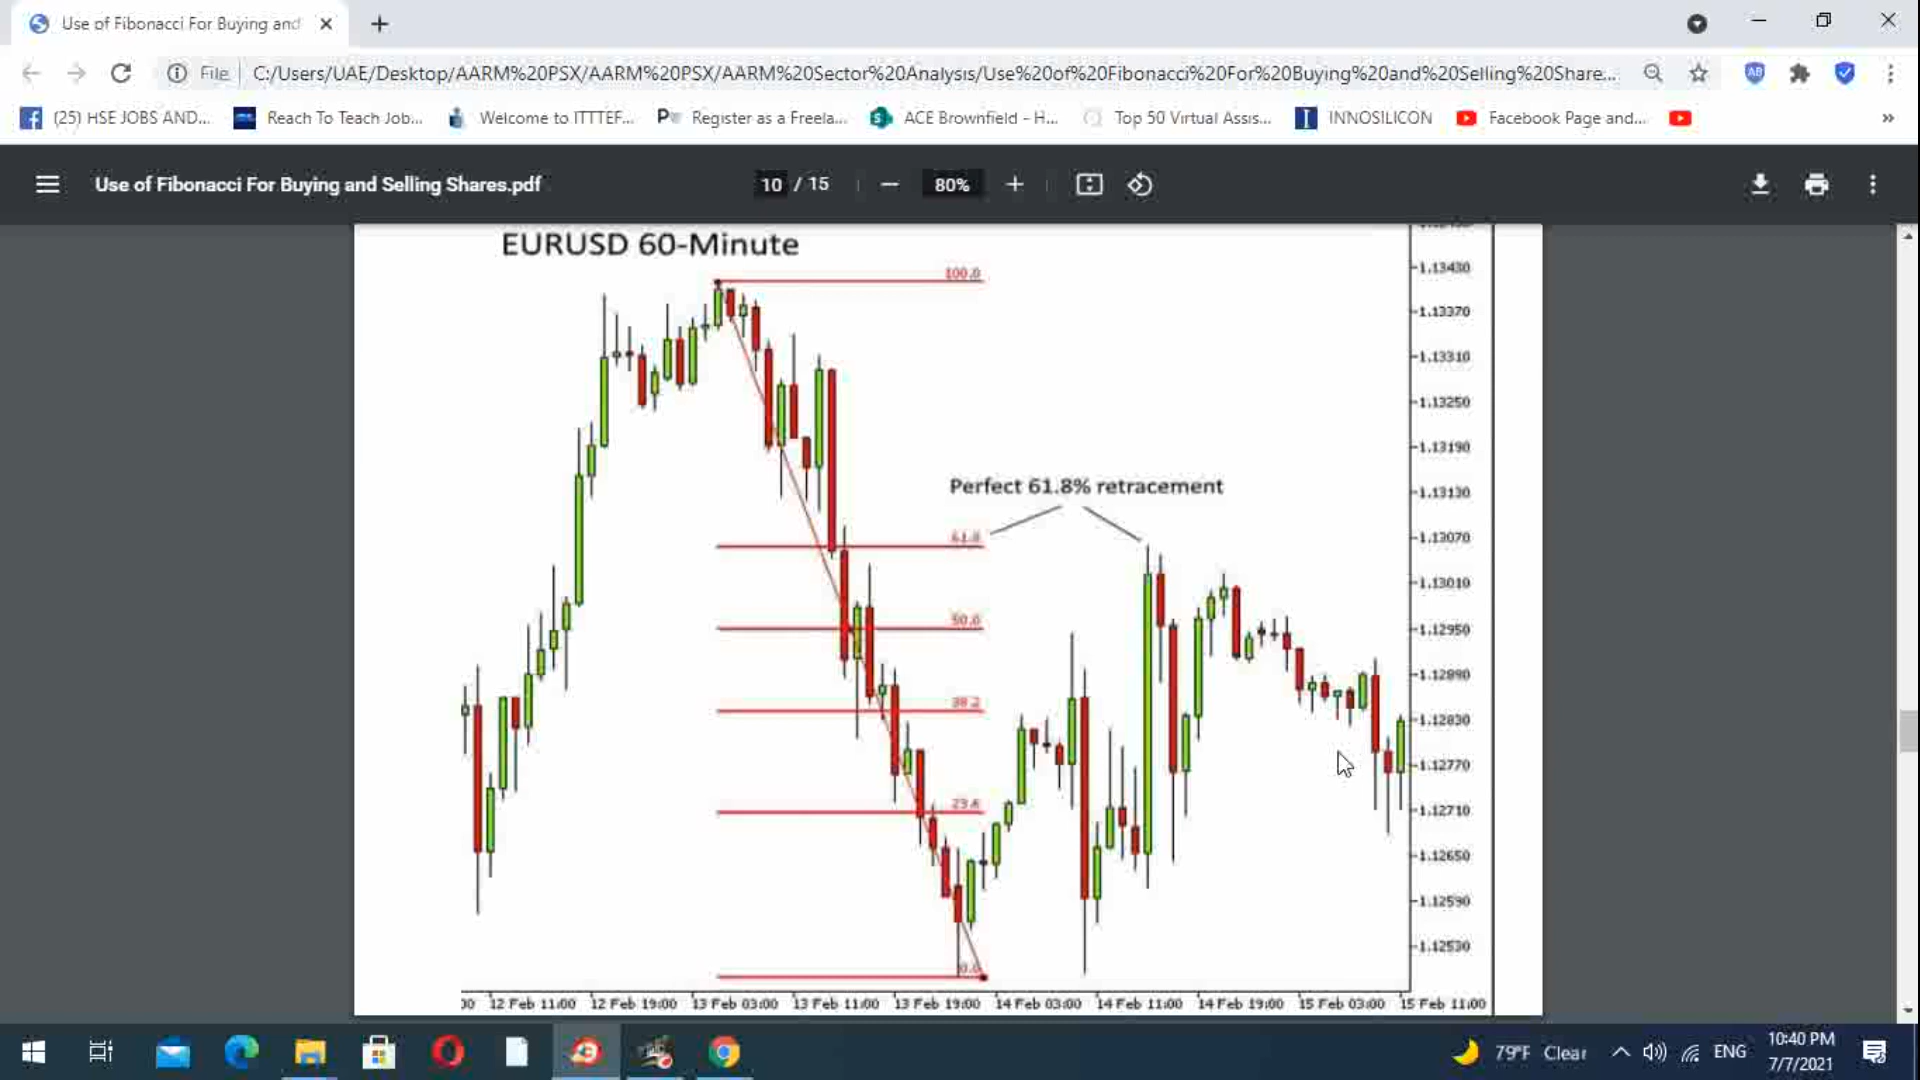 Use of Fibonacci For Buying and
File
C:/Users/UAE/Desktop/AARM%20PSX/AARM%20PSX/AARM%20Sector%20Analysis/Use%20of%20Fibonacci%20For%20Buying%20and%20Selling%20Share...
(25) HSE JOBS AND...
Reach To Teach Job...
Welcome to ITTTEF...
Register as a Freela...
ACE Brownfield - H...
Top 50 Virtual Assis...
INNOSILICON
Facebook Page and...
Use of Fibonacci For Buying and Selling Shares.pdf
10 / 15
80%
EURUSD 60-Minute
100.0
1.13430
1.13370
1.13310
1.13250
1.13190
Perfect 61.8% retracement
1.13130
61.8
1.13070
1.13010
50.0
1.12950
1.12990
38.2
1.12830
1.12770
23.6
1.12710
1.12650
1.12590
1.12530
0.0
00 12 Feb 11:00 12 Feb 19:00 13 Feb 03:00 13 Feb 11:00 13 Feb 19:00 14 Feb 03:00 14 Feb 11:00 14 Feb 19:00 15 Feb 03:00 15 Feb 11:00
79°F Clear
ENG
10:40 PM
7/7/2021